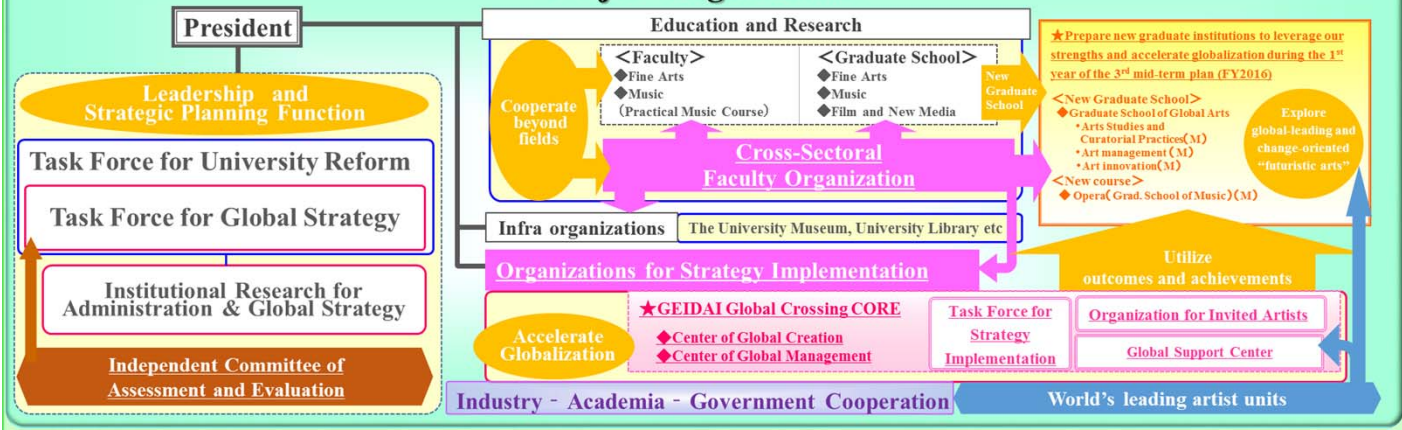 President
Leadership and
Strategic Planning Function
Task Force for University Reform
Task Force for Global Strategy
Institutional Research for
Administration & Global Strategy
Independent Committee of
Assessment and Evaluation
Education and Research
Cooperate
beyond
fields
＜Faculty＞
◆Fine Arts
◆Music
（Practical Music Course）
＜Graduate School＞
◆Fine Arts
◆Music
◆Film and New Media
New
Graduate
School
Cross-Sectoral
Faculty Organization
Infra organizations
The University Museum, University Library etc
Organizations for Strategy Implementation
Accelerate
Globalization
★GEIDAI Global Crossing CORE
◆Center of Global Creation
◆Center of Global Management
Task Force for
Strategy
Implementation
Organization for Invited Artists
Global Support Center
Utilize
outcomes and achievements
★Prepare new graduate institutions to leverage our
strengths and accelerate globalization during the 1st
year of the 3rd mid-term plan (FY2016)
＜New Graduate School＞
◆Graduate School of Global Arts
・Arts Studies and
Curatorial Practices(M)
・Art management (M)
・Art innovation(M)
＜New course＞
◆ Opera( Grad. School of Music) (M)
Explore
global-leading and
change-oriented
"futuristic arts"
Industry‐Academia‐Government Cooperation
World's leading artist units